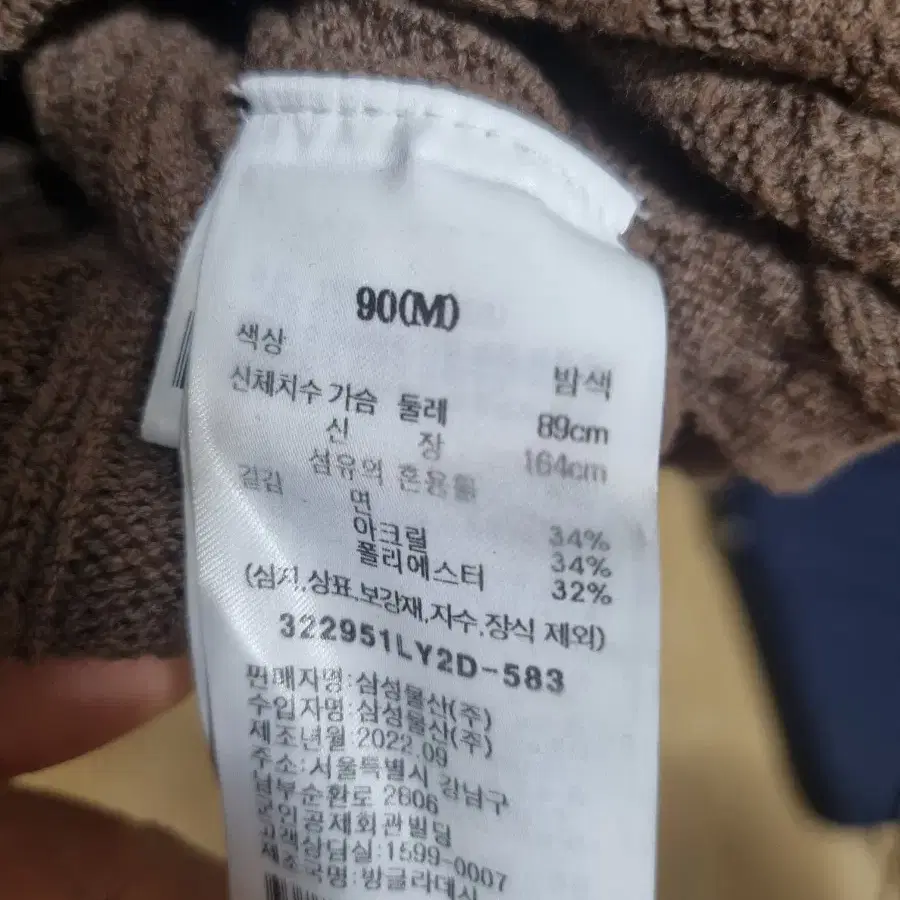 90(M)
색상 밤색
신체치수 가슴 둘레 89cm
신 장 164cm
섬유의 혼용률
겉감
면 34%
아크릴 34%
폴리에스터 32%
(심지,상표,보강재,자수,장식 제외)
322951LY2D-583
판매자명:삼성물산(주)
수입자명:삼성물산(주)
제조년월:2022.09
주소:서울특별시 강남구
남부순환로 2806
군인공제회관빌딩
고객상담실:1599-0007
제조국명:방글라데시